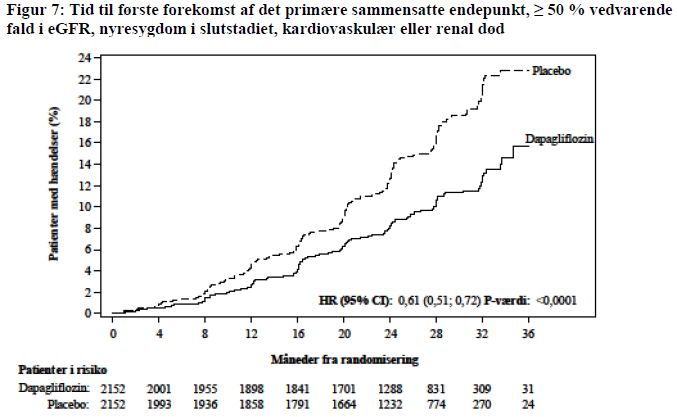 Figur 7: Tid til første forekomst af det primære sammensatte endepunkt, ≥ 50 % vedvarende
fald i eGFR, nyresygdom i slutstadiet, kardiovaskulær eller renal død
Patienter med hændelser (%)
24
22
20
18
16
14
12
10
8
6
4
2
0
Placebo
Dapagliflozin
HR (95% CI): 0,61 (0,51; 0,72) P-værdi: <0,0001
0 4 8 12 16 20 24 28 32 36
Måneder fra randomisering
Patienter i risiko
Dapagliflozin: 2152 2001 1955 1898 1841 1701 1288 831 309 31
Placebo: 2152 1993 1936 1858 1791 1664 1232 774 270 24